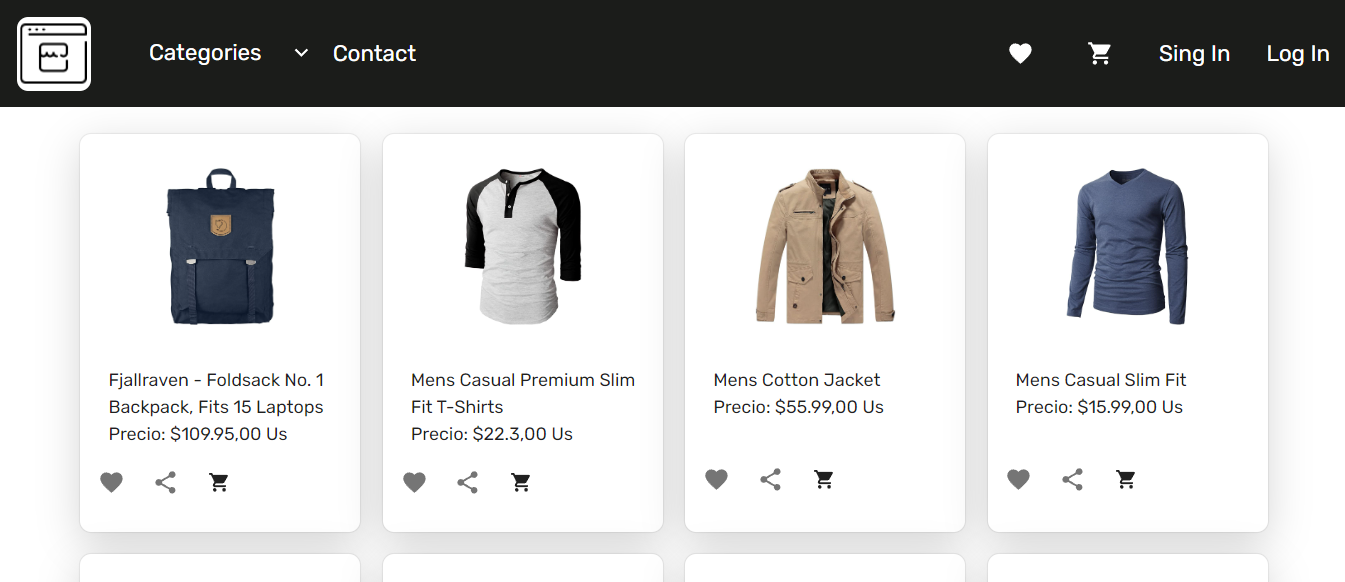 Categories
Contact
Sing In
Log In
Fjallraven - Foldsack No. 1
Backpack, Fits 15 Laptops
Precio: $109.95,00 Us
Mens Casual Premium Slim
Fit T-Shirts
Precio: $22.3,00 Us
Mens Cotton Jacket
Precio: $55.99,00 Us
Mens Casual Slim Fit
Precio: $15.99,00 Us